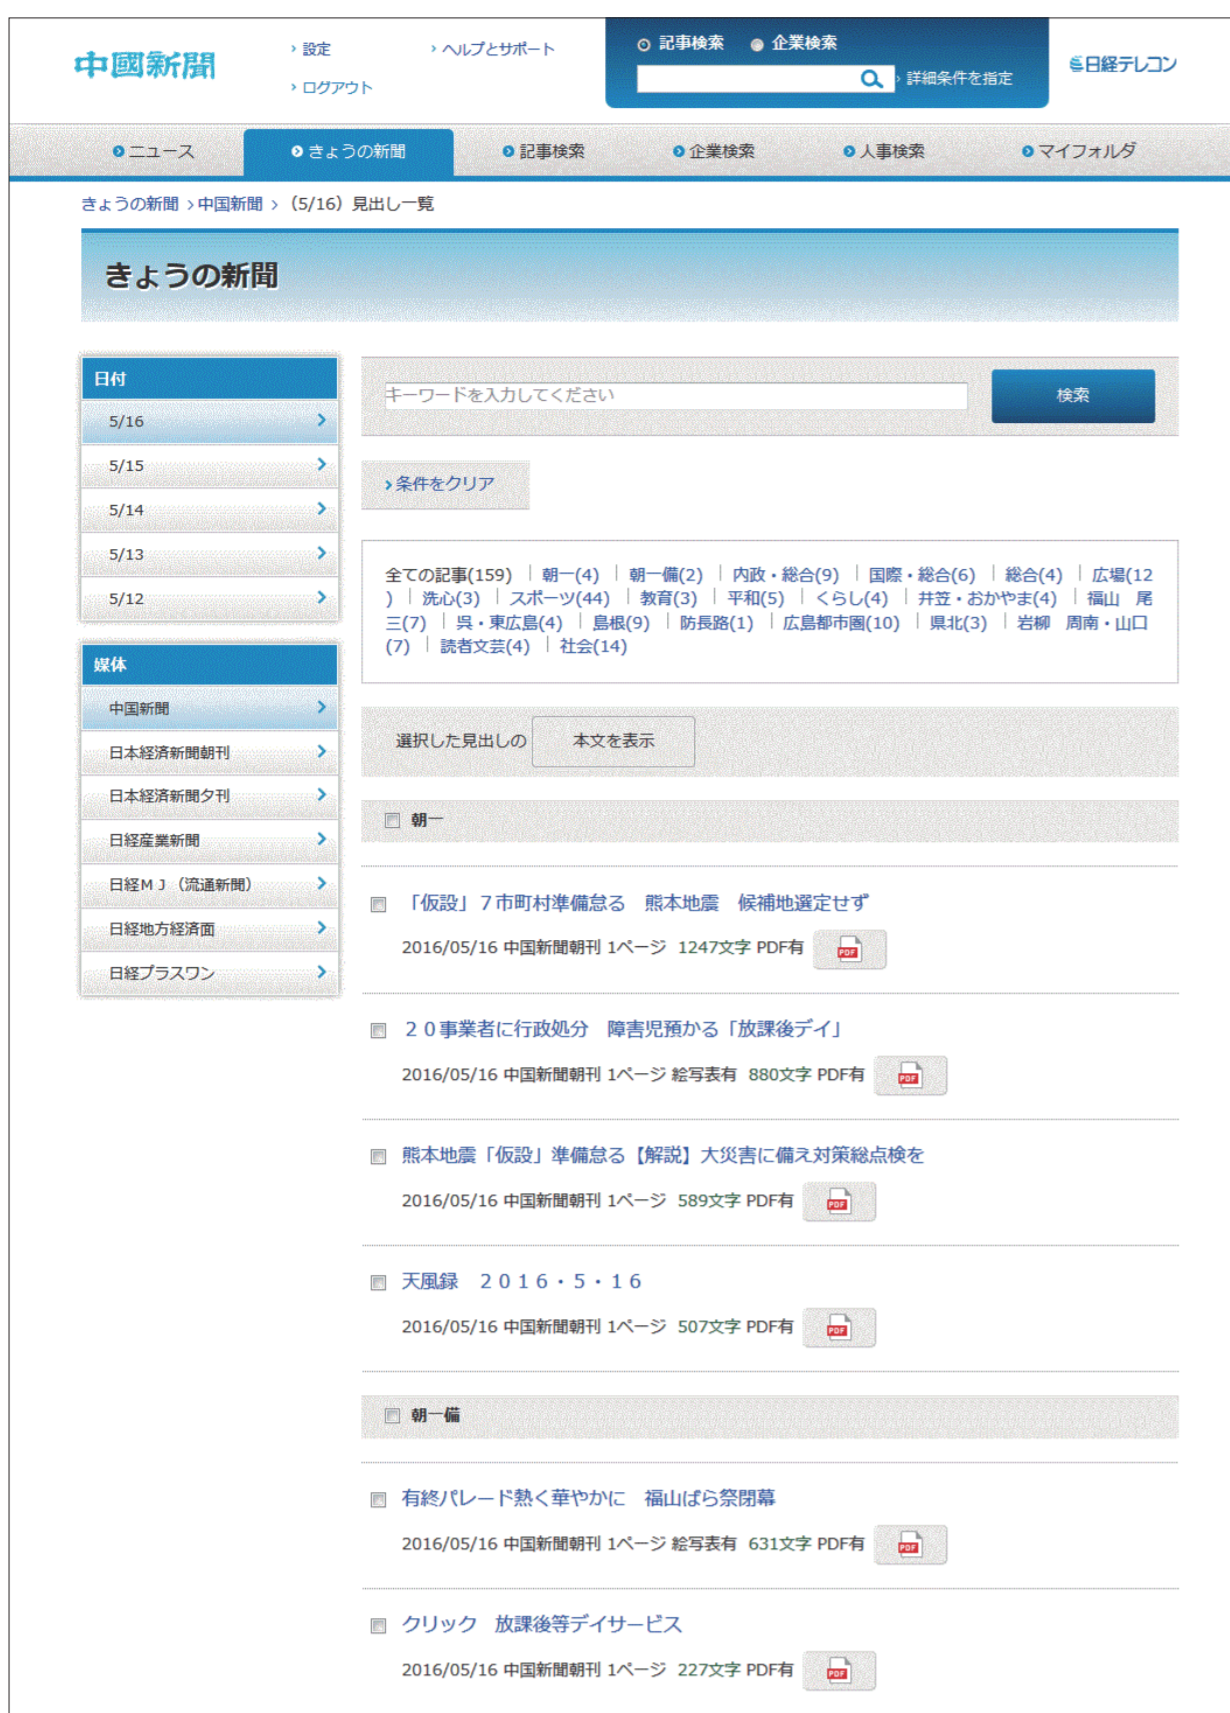 中國新聞
› 設定
› ヘルプとサポート
› ログアウト
記事検索 企業検索
› 詳細条件を指定
日経テレコン
ニュース きょうの新聞 記事検索 企業検索 人事検索 マイフォルダ
きょうの新聞 › 中国新聞 › （5/16）見出し一覧
きょうの新聞
日付
5/16
5/15
5/14
5/13
5/12
媒体
中国新聞
日本経済新聞朝刊
日本経済新聞夕刊
日経産業新聞
日経ＭＪ（流通新聞）
日経地方経済面
日経プラスワン
キーワードを入力してください
検索
› 条件をクリア
全ての記事(159)｜朝一(4)｜朝一備(2)｜内政・総合(9)｜国際・総合(6)｜総合(4)｜広場(12
)｜洗心(3)｜スポーツ(44)｜教育(3)｜平和(5)｜くらし(4)｜井笠・おかやま(4)｜福山　尾
三(7)｜呉・東広島(4)｜島根(9)｜防長路(1)｜広島都市圏(10)｜県北(3)｜岩柳　周南・山口
(7)｜読者文芸(4)｜社会(14)
選択した見出しの 本文を表示
朝一
「仮設」７市町村準備怠る　熊本地震　候補地選定せず
2016/05/16 中国新聞朝刊 1ページ 1247文字 PDF有 PDF
２０事業者に行政処分　障害児預かる「放課後デイ」
2016/05/16 中国新聞朝刊 1ページ 絵写表有 880文字 PDF有 PDF
熊本地震「仮設」準備怠る【解説】大災害に備え対策総点検を
2016/05/16 中国新聞朝刊 1ページ 589文字 PDF有 PDF
天風録　２０１６・５・１６
2016/05/16 中国新聞朝刊 1ページ 507文字 PDF有 PDF
朝一備
有終パレード熱く華やかに　福山ばら祭閉幕
2016/05/16 中国新聞朝刊 1ページ 絵写表有 631文字 PDF有 PDF
クリック　放課後等デイサービス
2016/05/16 中国新聞朝刊 1ページ 227文字 PDF有 PDF